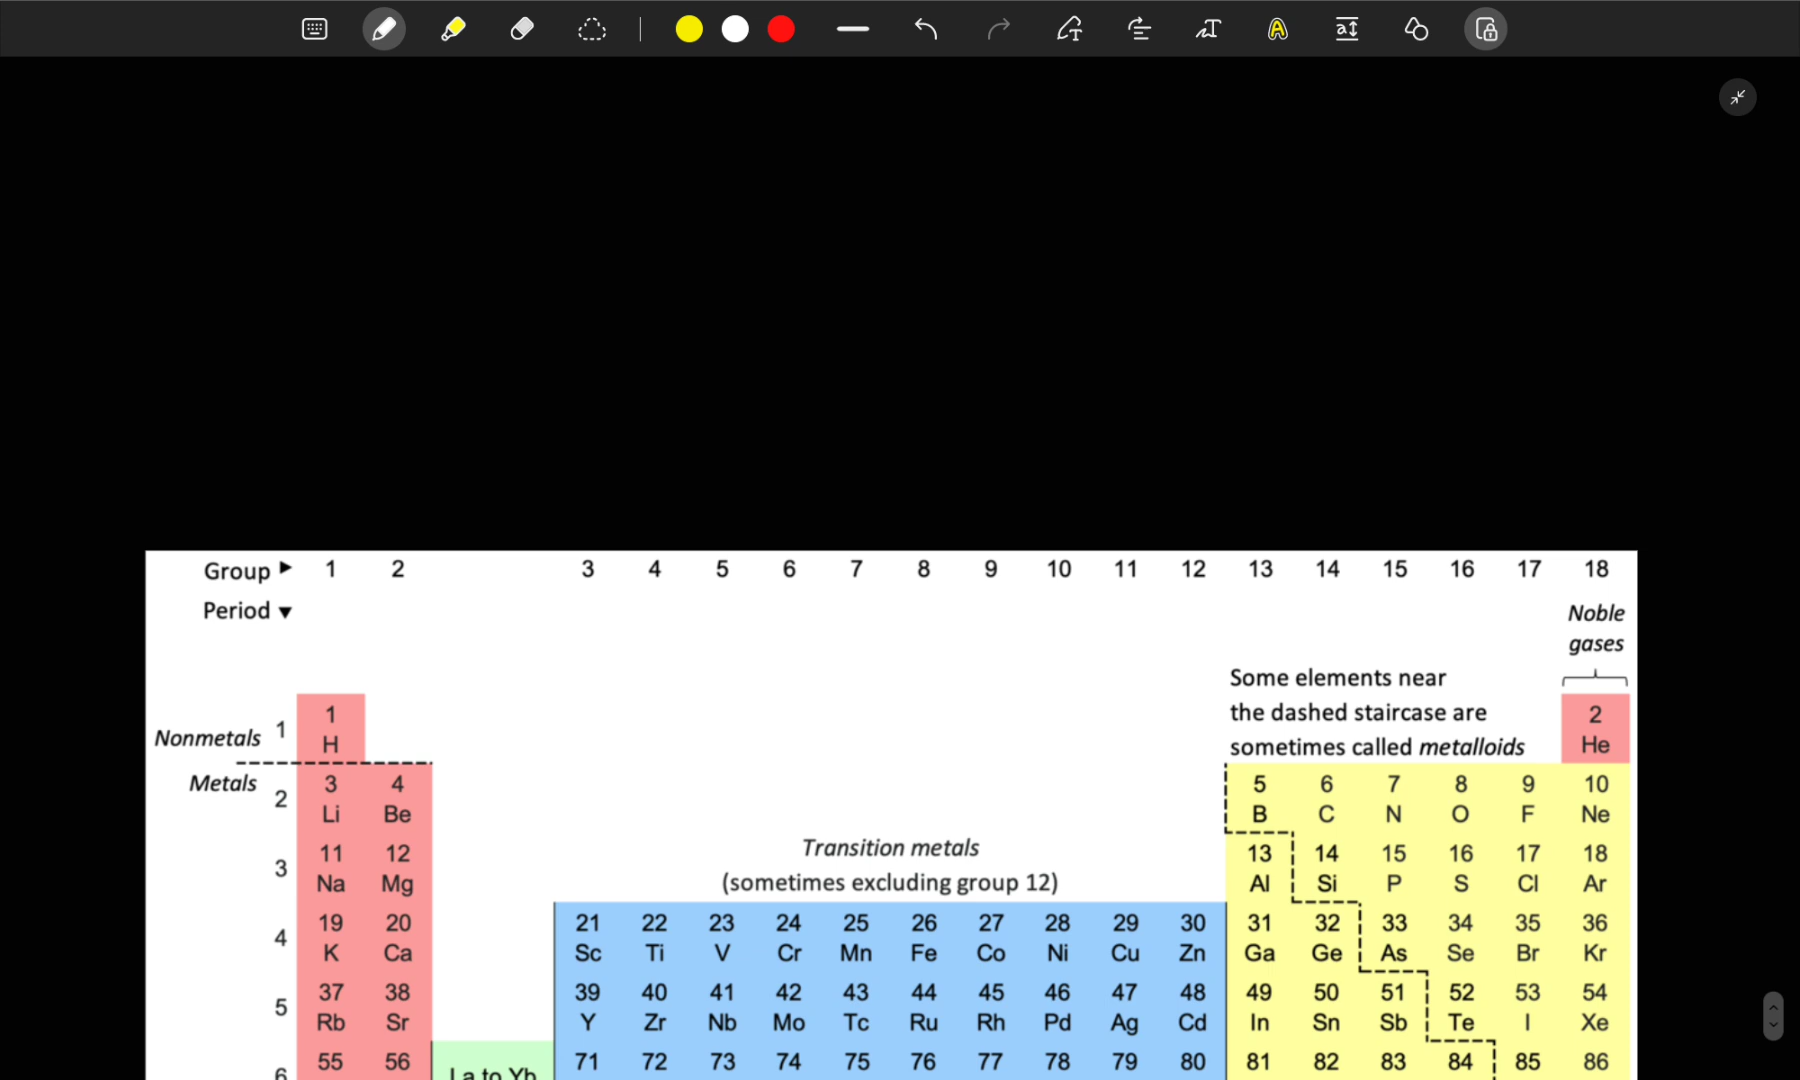 Group ▶ 1 2 3 4 5 6 7 8 9 10 11 12 13 14 15 16 17 18
Period ▼
Noble
gases
Some elements near
the dashed staircase are
sometimes called metalloids
Nonmetals
Metals
1
1 2
H He
2
3 4 5 6 7 8 9 10
Li Be B C N O F Ne
Transition metals
(sometimes excluding group 12)
3
11 12 13 14 15 16 17 18
Na Mg Al Si P S Cl Ar
4
19 20 21 22 23 24 25 26 27 28 29 30 31 32 33 34 35 36
K Ca Sc Ti V Cr Mn Fe Co Ni Cu Zn Ga Ge As Se Br Kr
5
37 38 39 40 41 42 43 44 45 46 47 48 49 50 51 52 53 54
Rb Sr Y Zr Nb Mo Tc Ru Rh Pd Ag Cd In Sn Sb Te I Xe
6
55 56 La to Yb 71 72 73 74 75 76 77 78 79 80 81 82 83 84 85 86